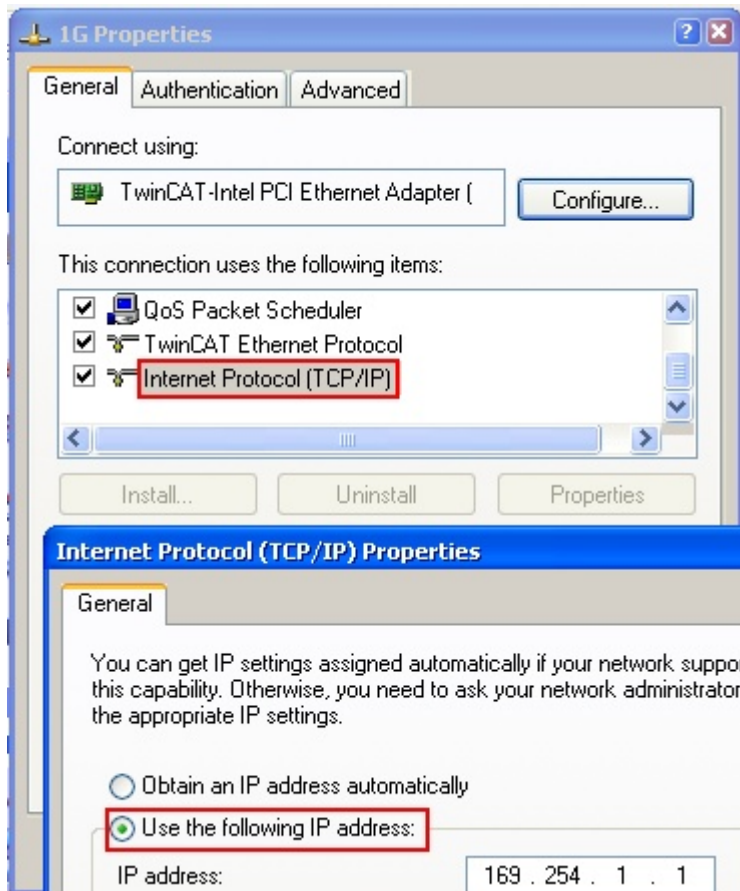 1G Properties
General Authentication Advanced
Connect using:
TwinCAT-Intel PCI Ethernet Adapter (
Configure...
This connection uses the following items:
QoS Packet Scheduler
TwinCAT Ethernet Protocol
Internet Protocol (TCP/IP)
Install... Uninstall Properties
Internet Protocol (TCP/IP) Properties
General
You can get IP settings assigned automatically if your network suppor
this capability. Otherwise, you need to ask your network administrator
the appropriate IP settings.
Obtain an IP address automatically
Use the following IP address:
IP address: 169 . 254 . 1 . 1